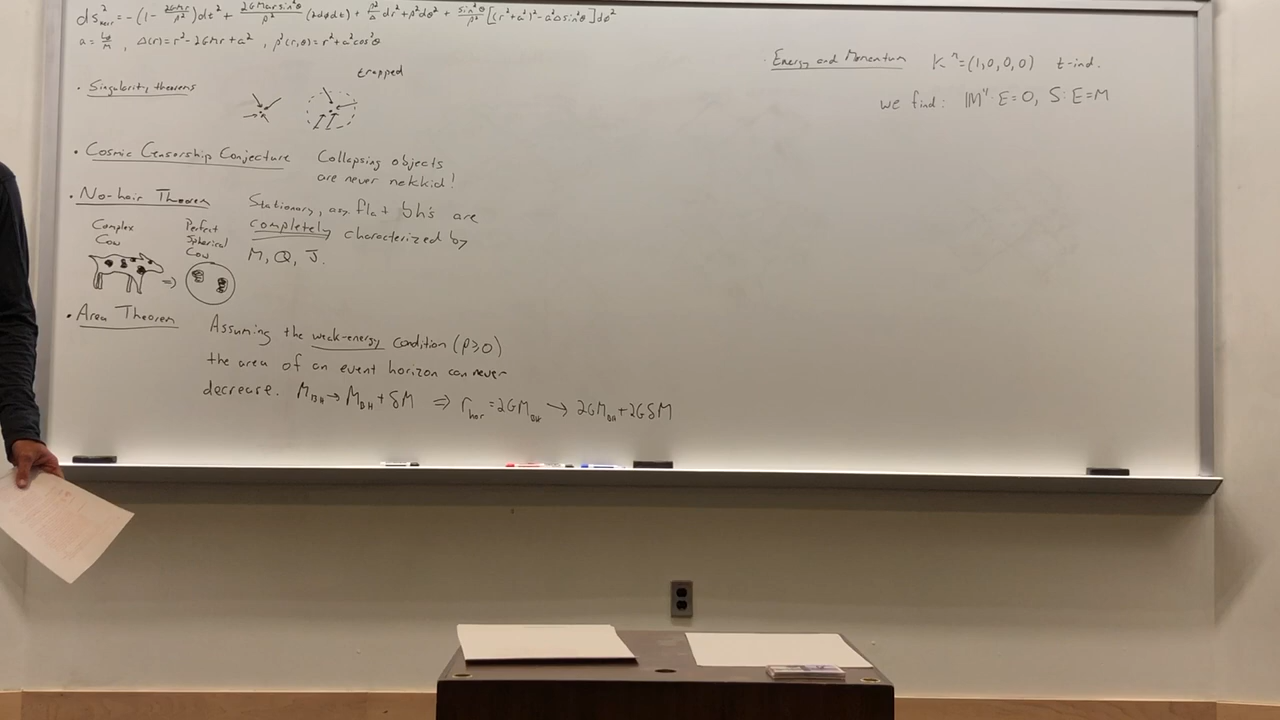 ds²_Kerr = -(1 - 2GMr/ρ²)dt² + 2GMar sin²θ/ρ² (2dφdt) + ρ²/Δ dr² + ρ²dθ² + sin²θ/ρ² [(r²+a²)² - a²Δsin²θ]dφ²
a = J/M , Δ(r) = r² - 2GMr + a² , ρ²(r,θ) = r² + a²cos²θ
trapped
• Singularity theorems
• Cosmic Censorship Conjecture
Collapsing objects
are never nekkid!
• No-hair Theorem
Stationary, asy. flat bh's are
completely characterized by
M, Q, J.
Complex
Cow
Perfect
Spherical
Cow
⇒
• Area Theorem
Assuming the weak-energy condition (ρ≥0)
the area of an event horizon can never
decrease. M_BH → M_BH + δM ⇒ r_hor = 2GM_BH → 2GM_BH + 2GδM
· Energy and Momentum K^μ = (1,0,0,0) t-ind.
we find: 𝕄⁴: E = 0, S: E = M